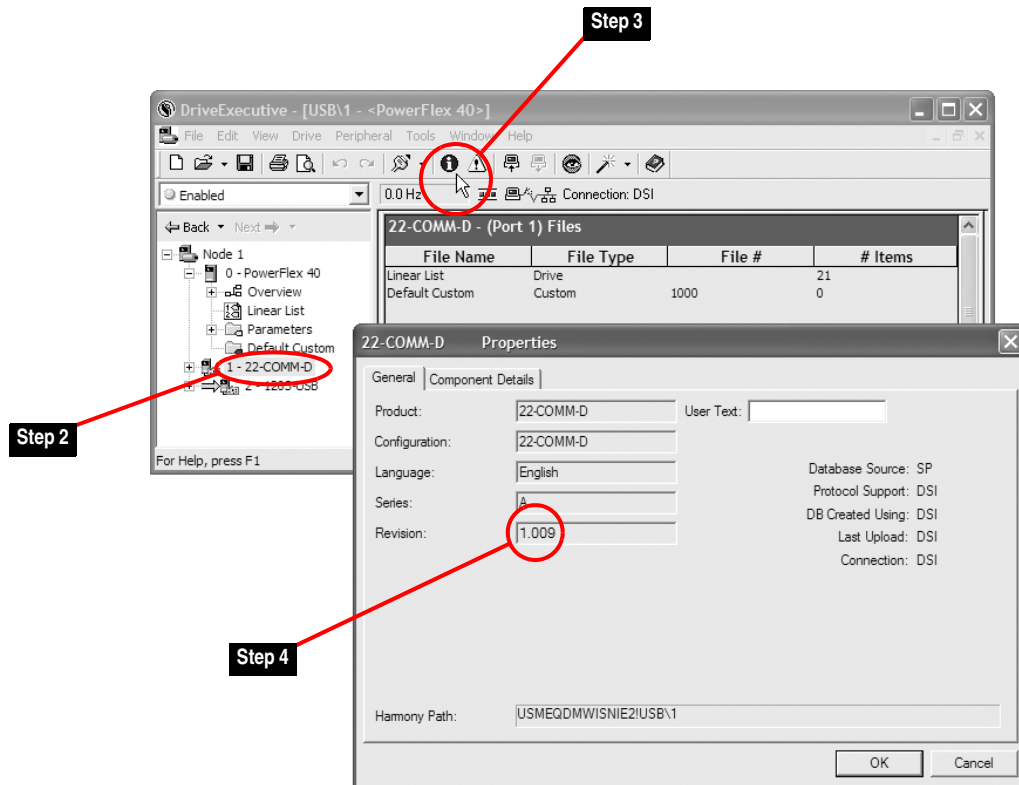 Step 3
DriveExecutive - [USB\1 - <PowerFlex 40>]
File Edit View Drive Peripheral Tools Window Help
Enabled
0.0 Hz
Connection: DSI
Back
Next
22-COMM-D - (Port 1) Files
File Name File Type File # # Items
Linear List Drive 21
Default Custom Custom 1000 0
Node 1
0 - PowerFlex 40
Overview
Linear List
Parameters
Default Custom
1 - 22-COMM-D
2 - 1203-USB
Step 2
For Help, press F1
22-COMM-D Properties
General
Component Details
Product: 22-COMM-D
User Text:
Configuration: 22-COMM-D
Language: English
Series: A
Revision: 1.009
Database Source: SP
Protocol Support: DSI
DB Created Using: DSI
Last Upload: DSI
Connection: DSI
Step 4
Harmony Path: USMEQDMWISNIE2!USB\1
OK
Cancel